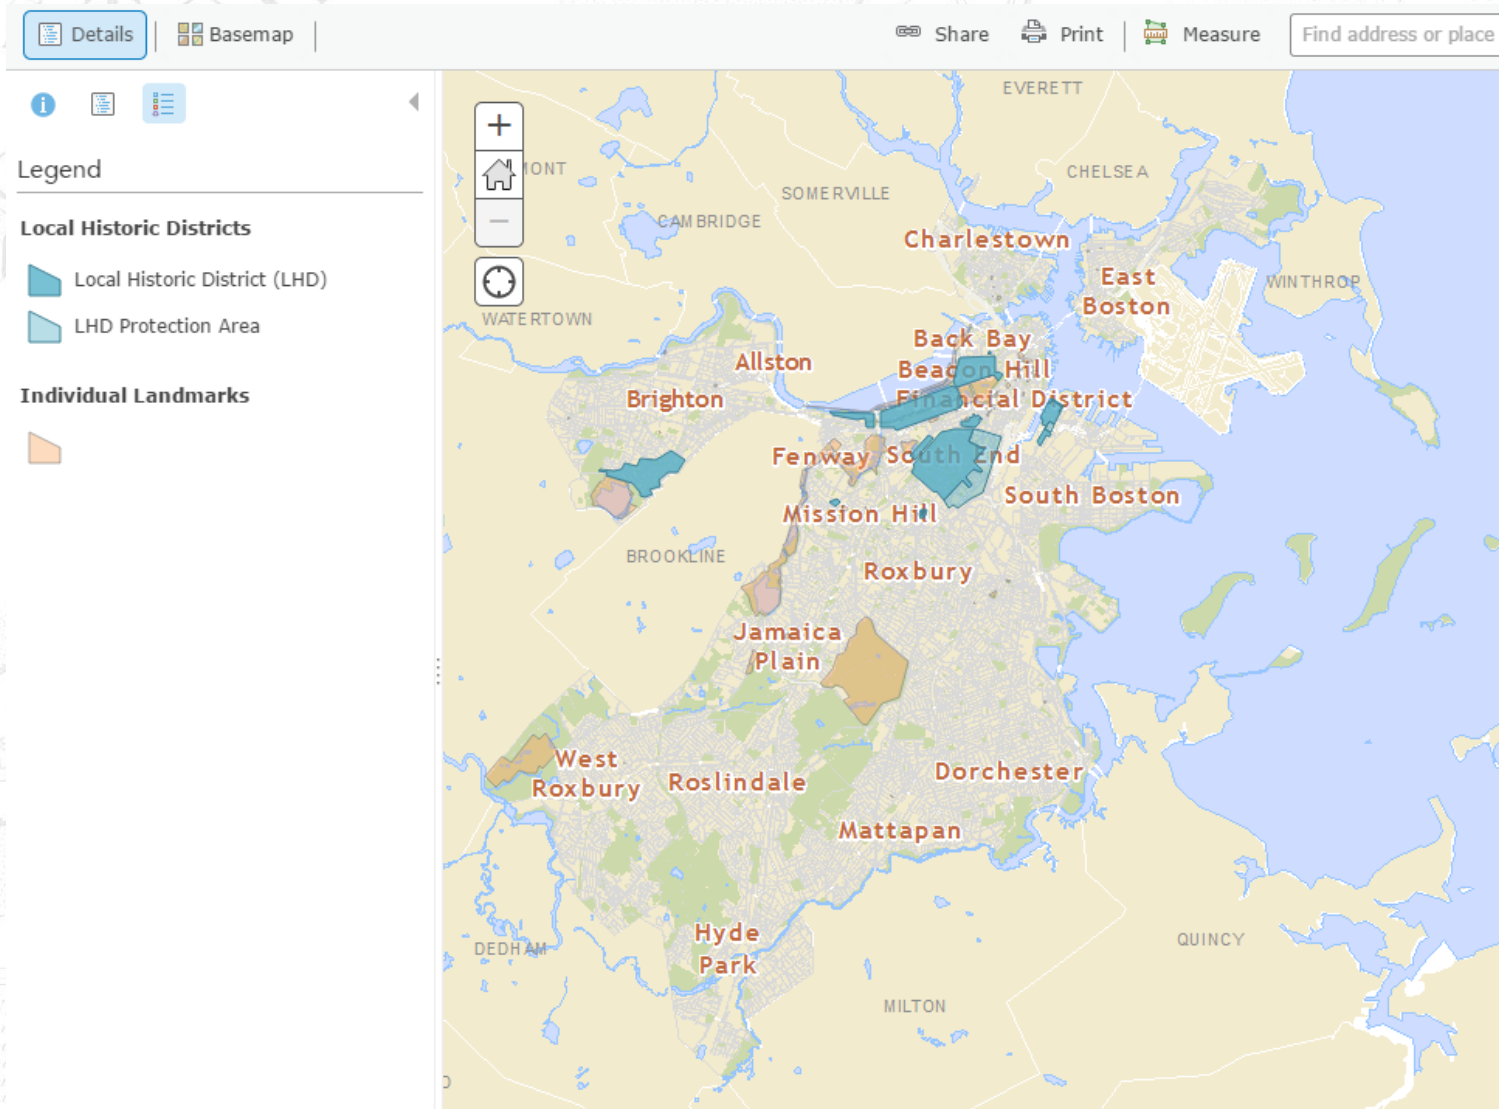 Details
Basemap
Share
Print
Measure
Find address or place
Legend
Local Historic Districts
Local Historic District (LHD)
LHD Protection Area
Individual Landmarks
EVERETT
MONT
CHELSEA
SOMERVILLE
CAMBRIDGE
Charlestown
East
Boston
WINTHROP
WATERTOWN
Back Bay
Allston
Beacon Hill
Brighton
Financial District
Fenway
South End
South Boston
Mission Hill
BROOKLINE
Roxbury
Jamaica
Plain
West
Roxbury
Roslindale
Dorchester
Mattapan
Hyde
Park
DEDHAM
QUINCY
MILTON